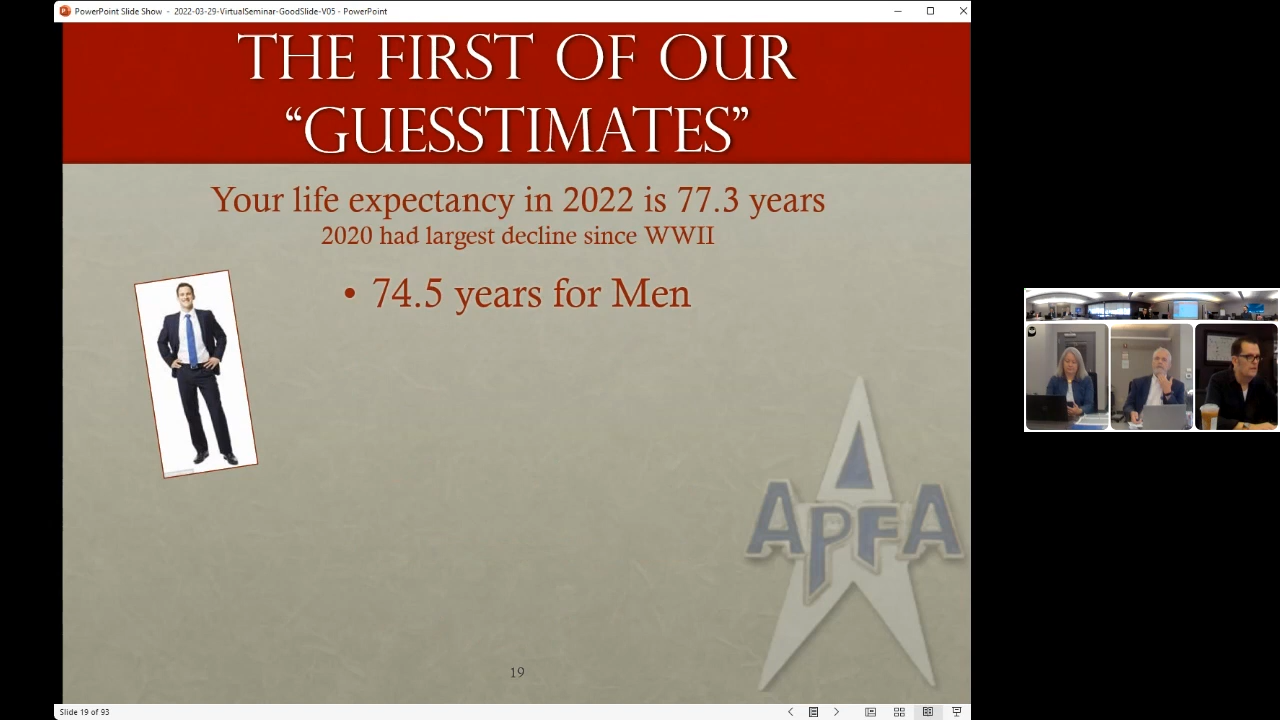 PowerPoint Slide Show - 2022-03-29-VirtualSeminar-GoodSlide-V05 - PowerPoint
THE FIRST OF OUR
“GUESSTIMATES”
Your life expectancy in 2022 is 77.3 years
2020 had largest decline since WWII
• 74.5 years for Men
APFA
19
Slide 19 of 93